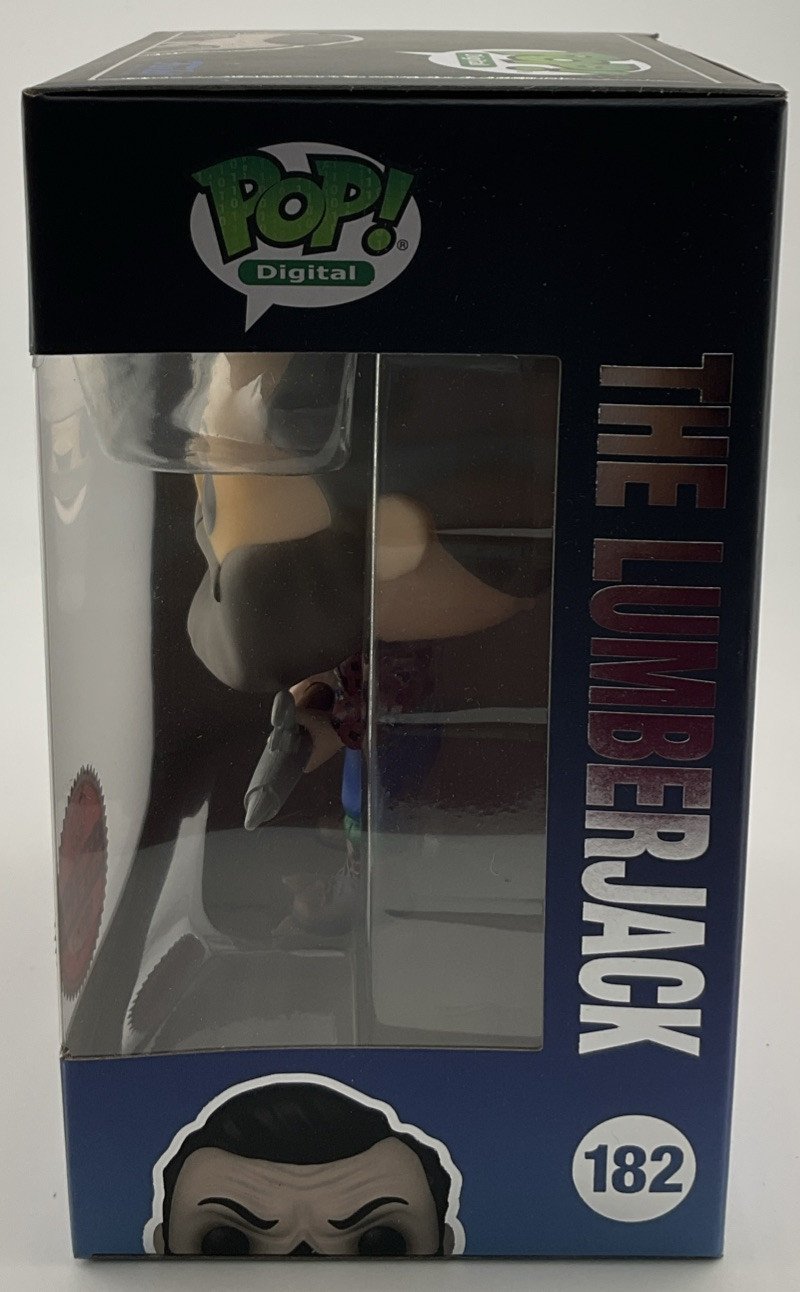 POP!®
Digital
THE LUMBERJACK
182